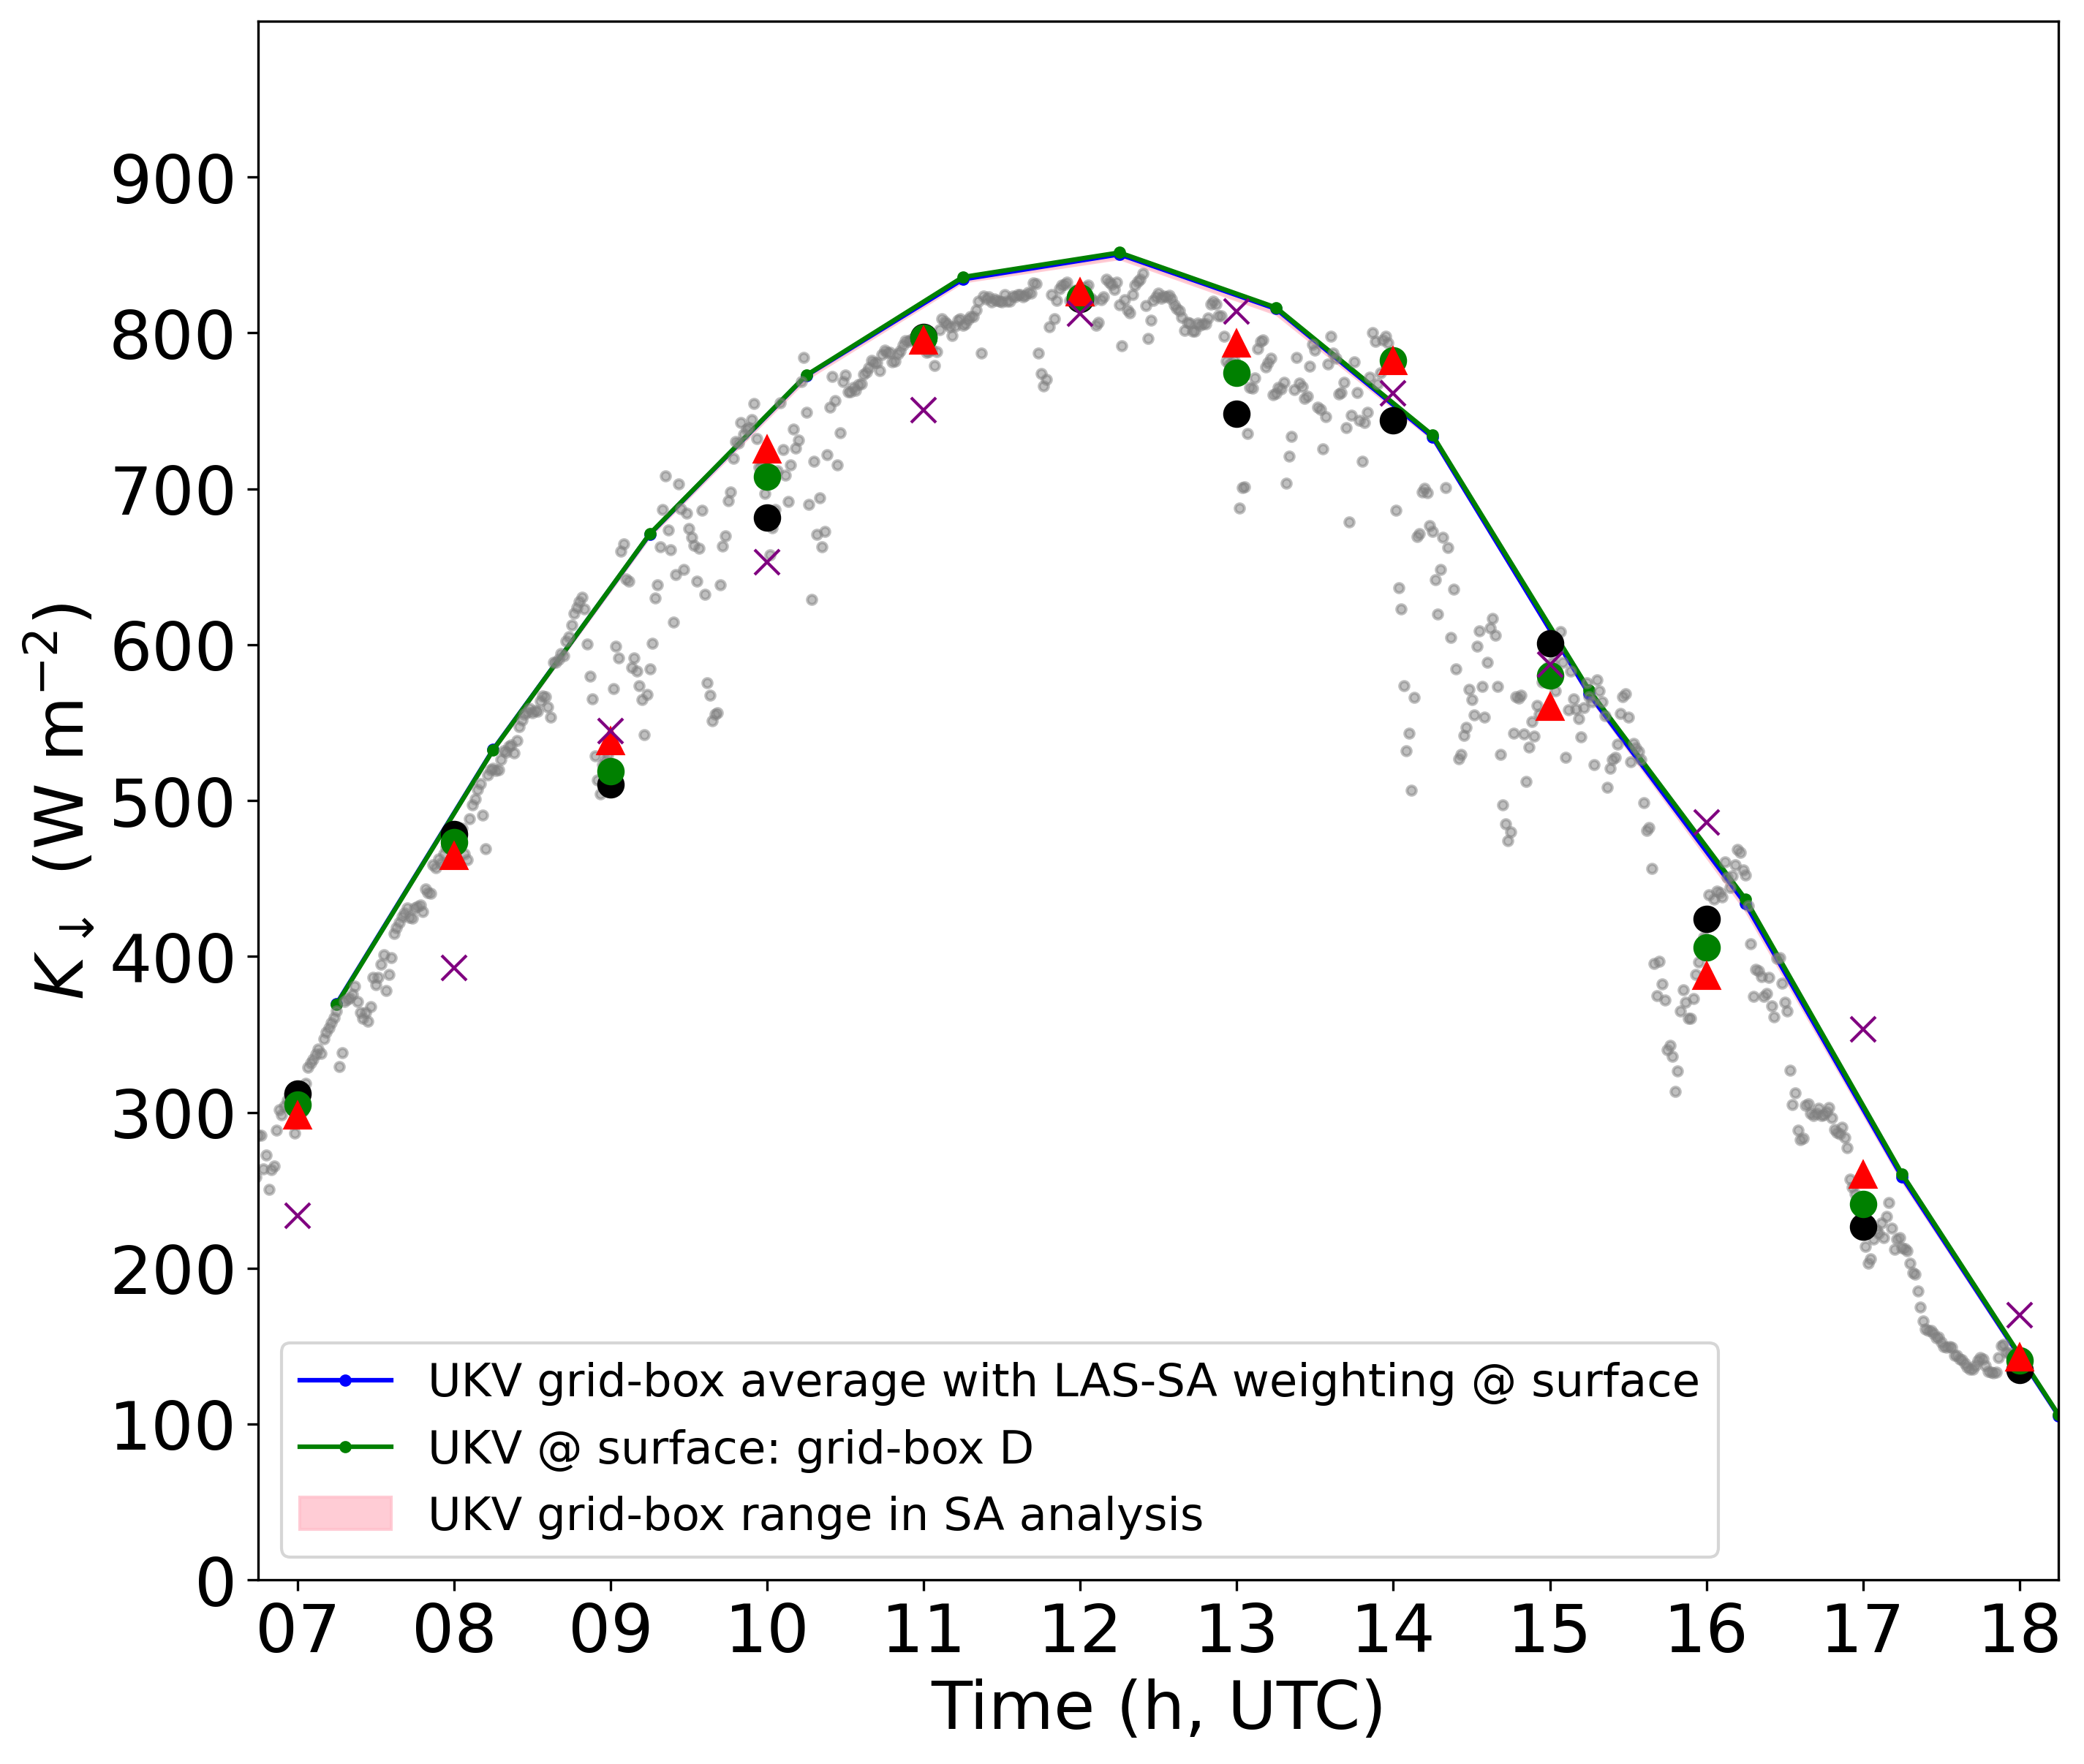 900
800
700
600
500
400
300
200
100
0
K↓ (W m⁻²)
UKV grid-box average with LAS-SA weighting @ surface
UKV @ surface: grid-box D
UKV grid-box range in SA analysis
07 08 09 10 11 12 13 14 15 16 17 18
Time (h, UTC)